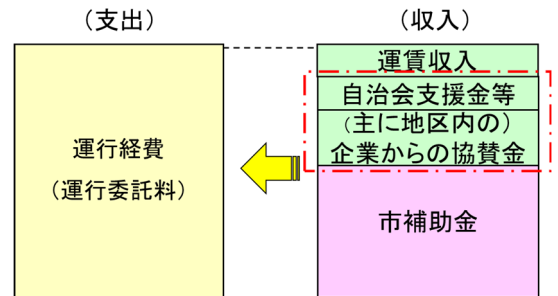 （支出）
（収入）
運行経費
（運行委託料）
運賃収入
自治会支援金等
（主に地区内の）
企業からの協賛金
市補助金